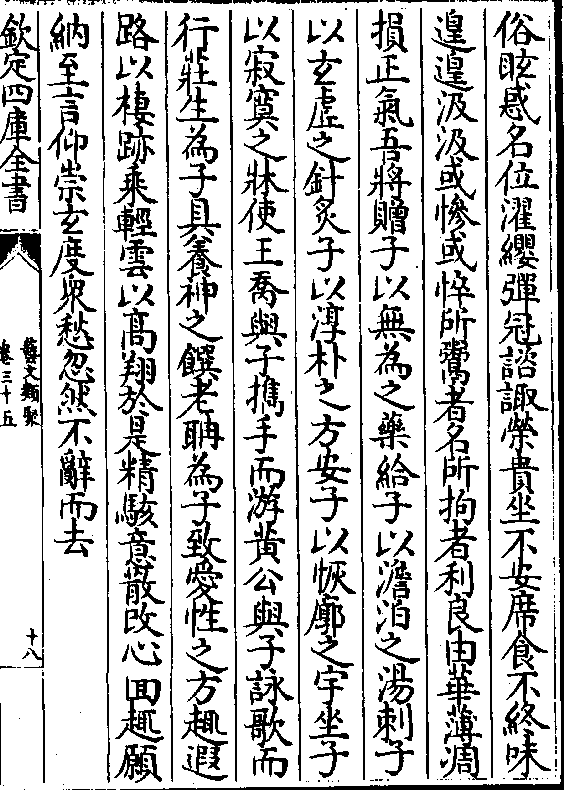 俗眩惑名位濯纓彈冠諮諏榮貴坐不安席食不終味
遑遑汲汲或慘或悴所鬻者名所拘者利良由華薄凋
損正氣吾將贈子以無為之藥給子以澹泊之湯刺子
以玄虛之針炙子以淳朴之方安子以恢廓之宇坐子
以寂寞之牀使王喬與子攜手而游黃公與子詠歌而
行莊生為子具養神之饌老聃為子致愛性之方趣遐
路以棲跡乘輕雲以高翔於是精駭意散改心回趣願
納至言仰崇玄度眾愁忽然不辭而去
欽定四庫全書
藝文類聚
卷三十五
十八